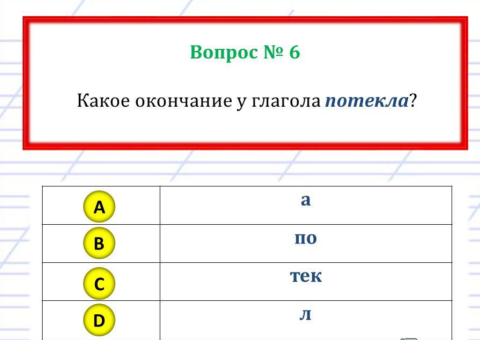 Вопрос № 6
Какое окончание у глагола потекла?
A а
B по
C тек
D л